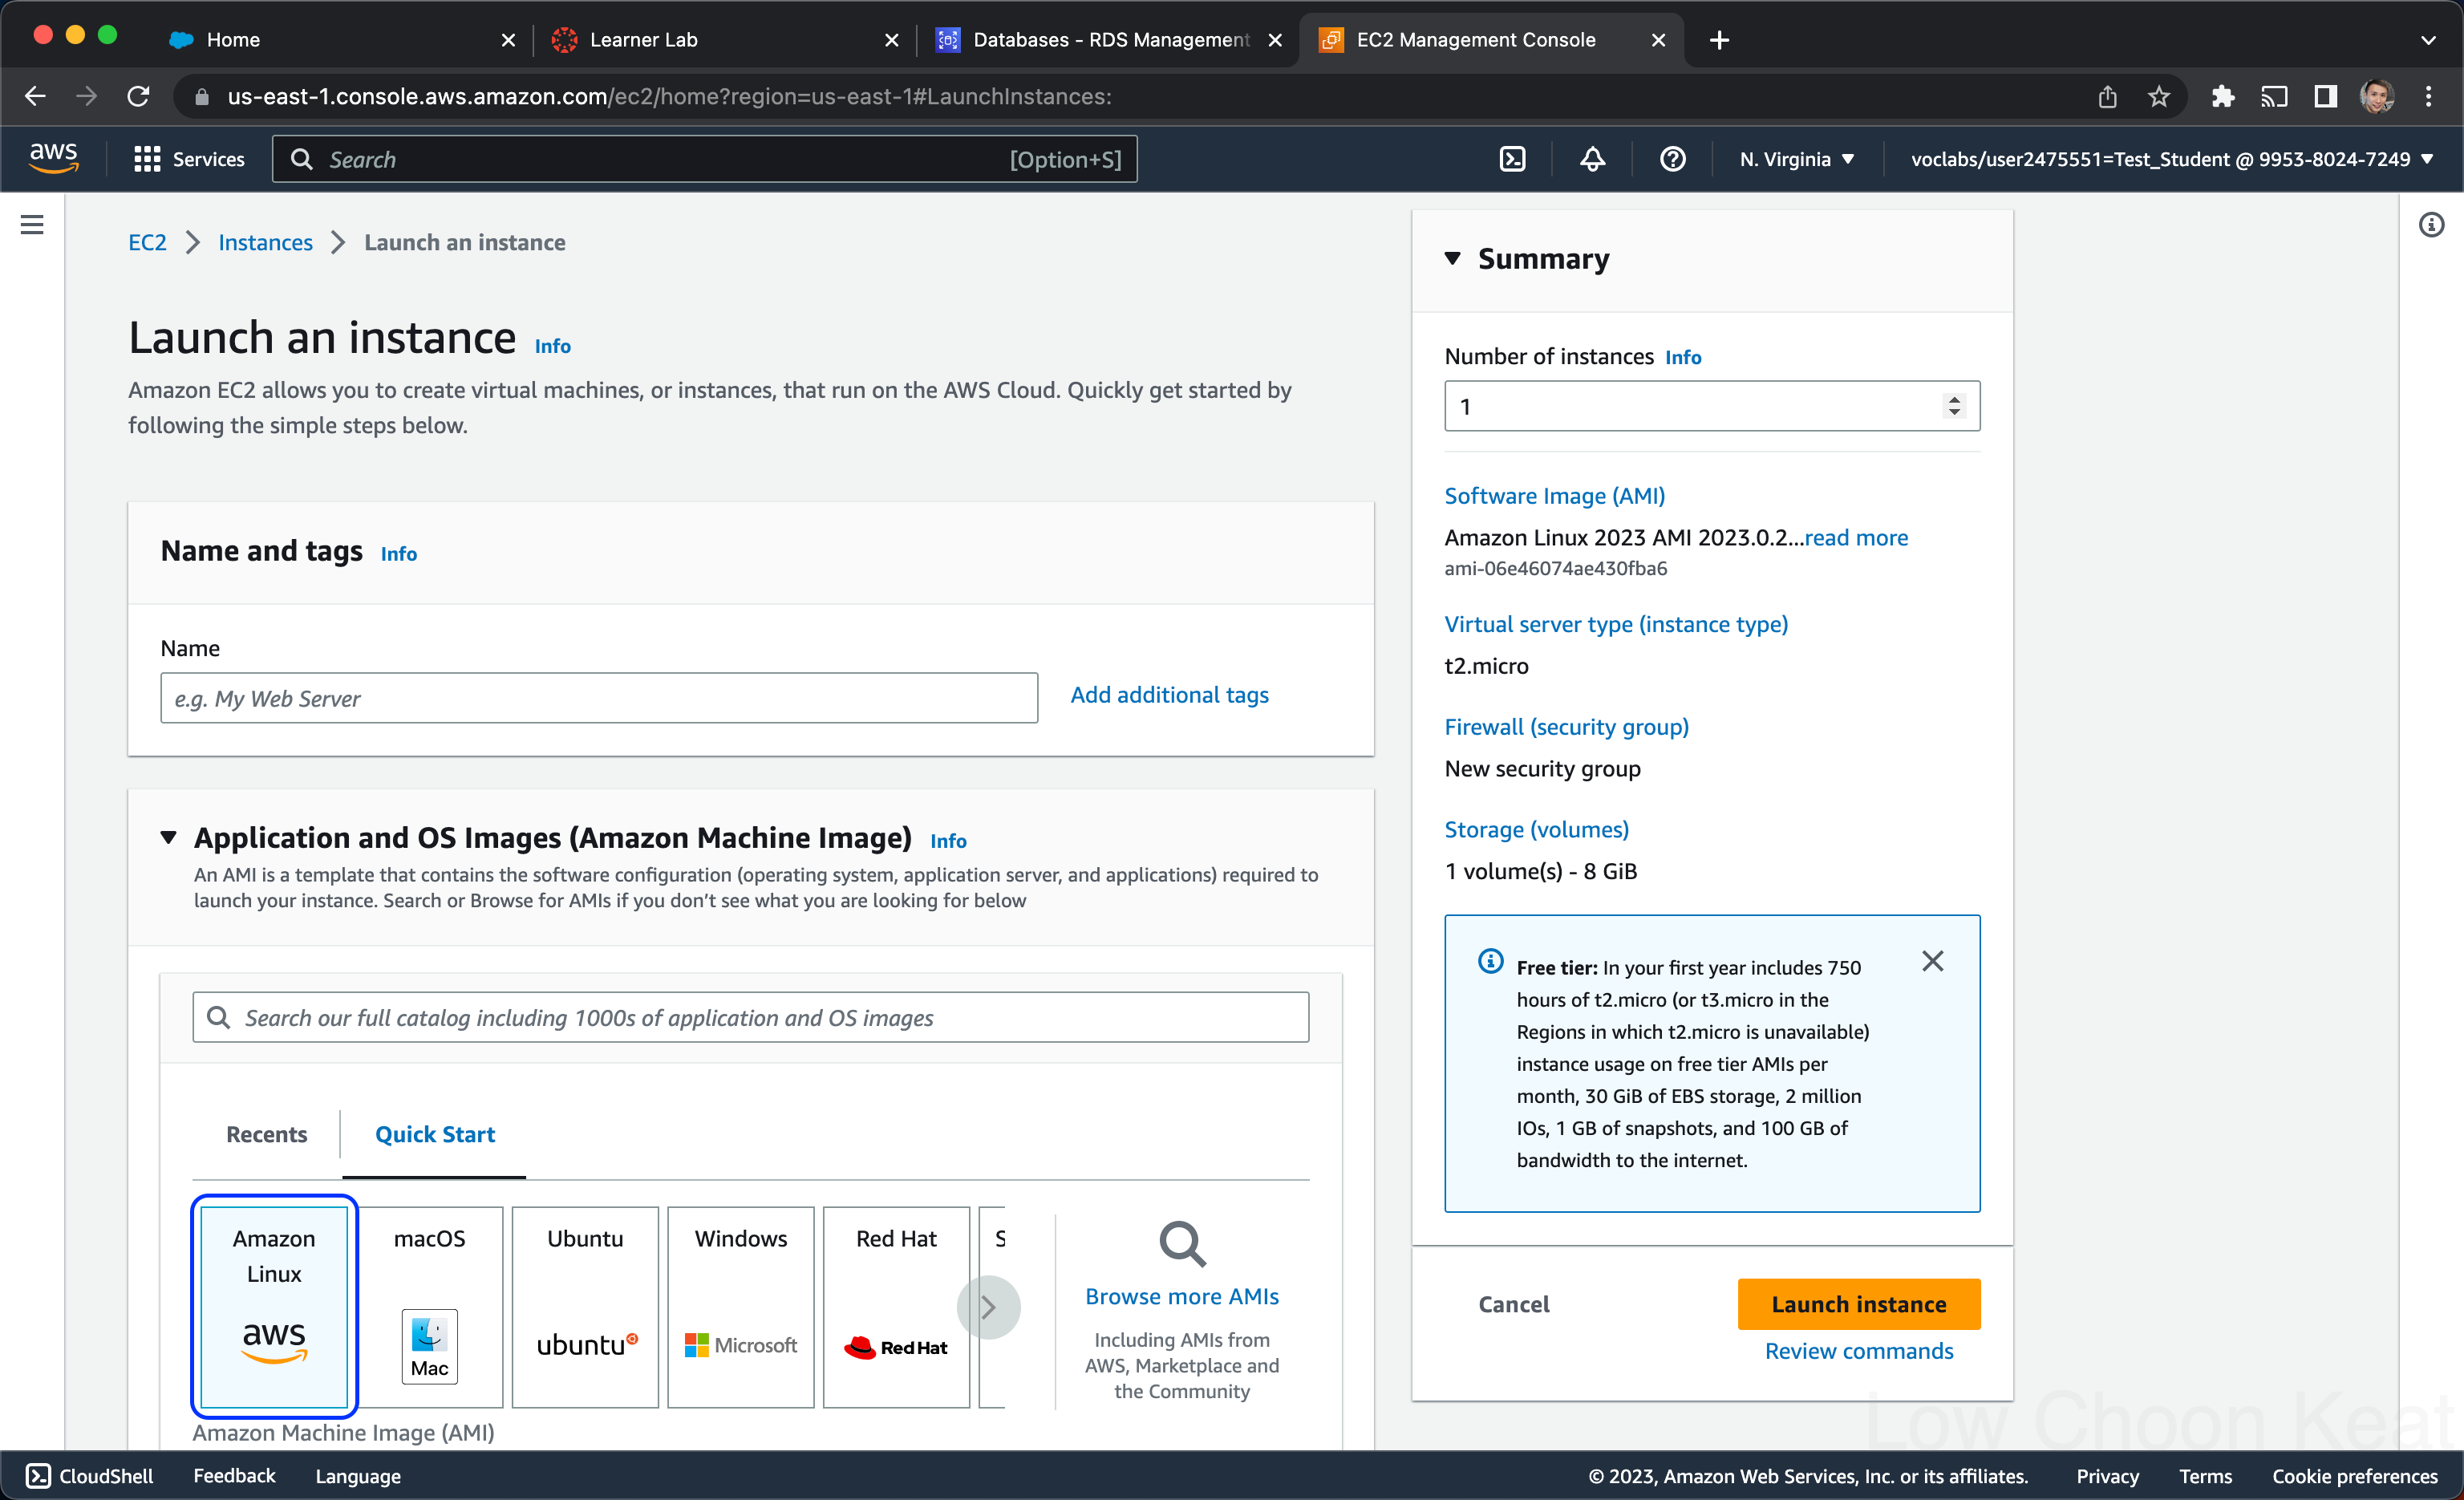 Home
Learner Lab
Databases - RDS Management
EC2 Management Console
us-east-1.console.aws.amazon.com/ec2/home?region=us-east-1#LaunchInstances:
aws
Services
Search
[Option+S]
N. Virginia
voclabs/user2475551=Test_Student @ 9953-8024-7249
EC2
Instances
Launch an instance
Launch an instance Info
Amazon EC2 allows you to create virtual machines, or instances, that run on the AWS Cloud. Quickly get started by
following the simple steps below.
Name and tags Info
Name
e.g. My Web Server
Add additional tags
Application and OS Images (Amazon Machine Image) Info
An AMI is a template that contains the software configuration (operating system, application server, and applications) required to
launch your instance. Search or Browse for AMIs if you don't see what you are looking for below
Search our full catalog including 1000s of application and OS images
Recents
Quick Start
Amazon
Linux
aws
macOS
Mac
Ubuntu
ubuntu
Windows
Microsoft
Red Hat
Red Hat
S
Browse more AMIs
Including AMIs from
AWS, Marketplace and
the Community
Amazon Machine Image (AMI)
Summary
Number of instances Info
1
Software Image (AMI)
Amazon Linux 2023 AMI 2023.0.2...read more
ami-06e46074ae430fba6
Virtual server type (instance type)
t2.micro
Firewall (security group)
New security group
Storage (volumes)
1 volume(s) - 8 GiB
Free tier: In your first year includes 750
hours of t2.micro (or t3.micro in the
Regions in which t2.micro is unavailable)
instance usage on free tier AMIs per
month, 30 GiB of EBS storage, 2 million
IOs, 1 GB of snapshots, and 100 GB of
bandwidth to the internet.
Cancel
Launch instance
Review commands
Low Choon Keat
CloudShell
Feedback
Language
© 2023, Amazon Web Services, Inc. or its affiliates.
Privacy
Terms
Cookie preferences